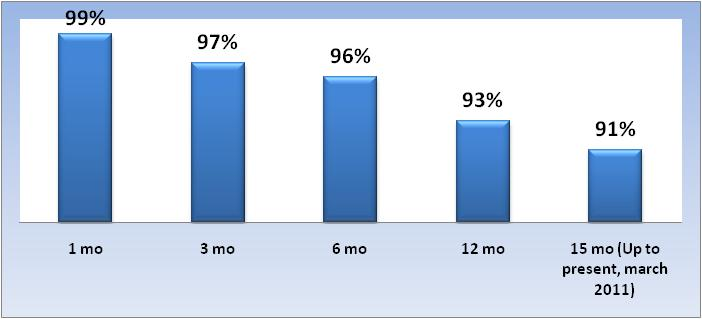 99%
97%
96%
93%
91%
1 mo
3 mo
6 mo
12 mo
15 mo (Up to
present, march
2011)